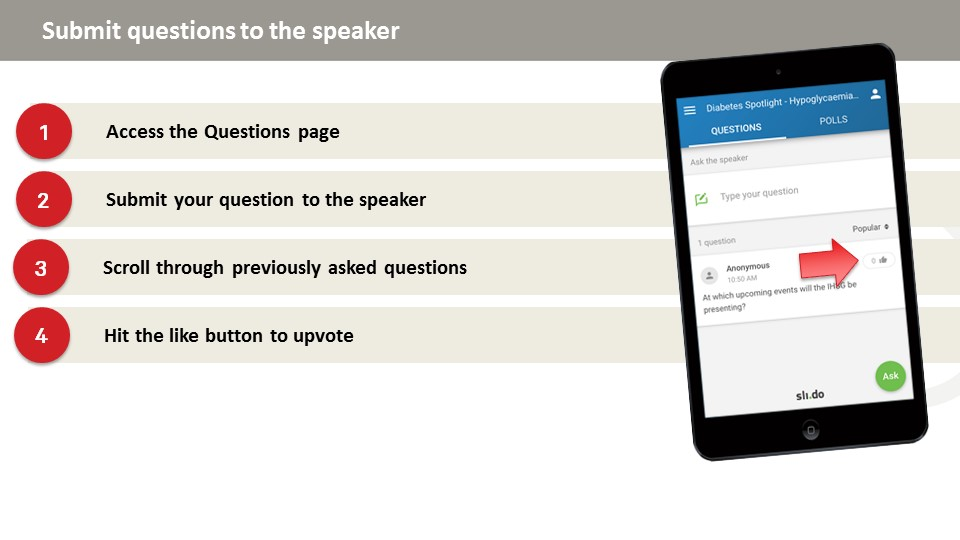 Submit questions to the speaker
1 Access the Questions page
2 Submit your question to the speaker
3 Scroll through previously asked questions
4 Hit the like button to upvote
Diabetes Spotlight - Hypoglycaemia...
QUESTIONS POLLS
Ask the speaker
Type your question
1 question Popular
Anonymous
10:50 AM
0
At which upcoming events will the be
presenting?
Ask
sli.do